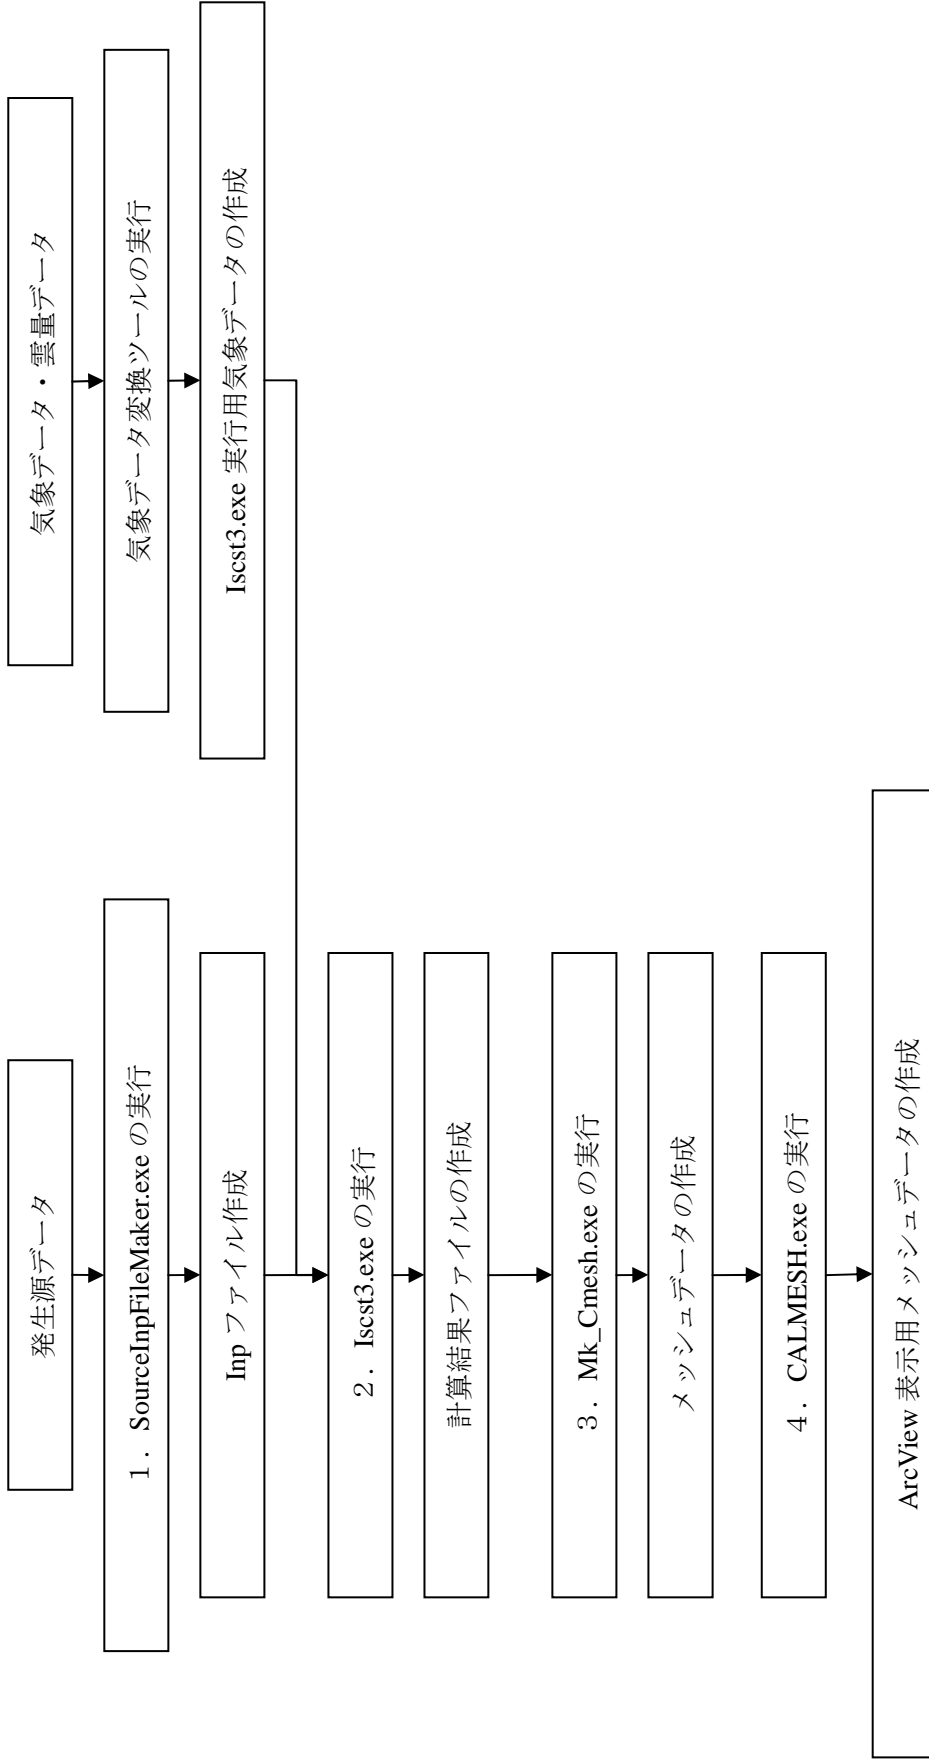 発生源データ
１．SourceInpFileMaker.exe の実行
Inp ファイル作成
２．Iscst3.exe の実行
計算結果ファイルの作成
３．Mk_Cmesh.exe の実行
メッシュデータの作成
４．CALMESH.exe の実行
ArcView 表示用メッシュデータの作成
気象データ・雲量データ
気象データ変換ツールの実行
Iscst3.exe 実行用気象データの作成